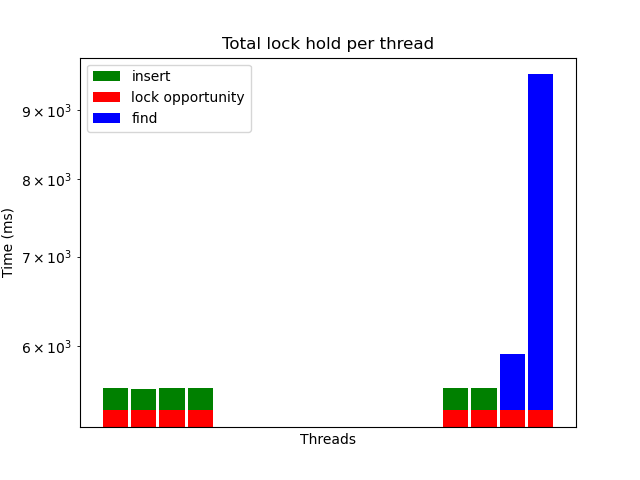 Total lock hold per thread
insert
lock opportunity
find
9 × 10³
8 × 10³
7 × 10³
6 × 10³
Time (ms)
Threads